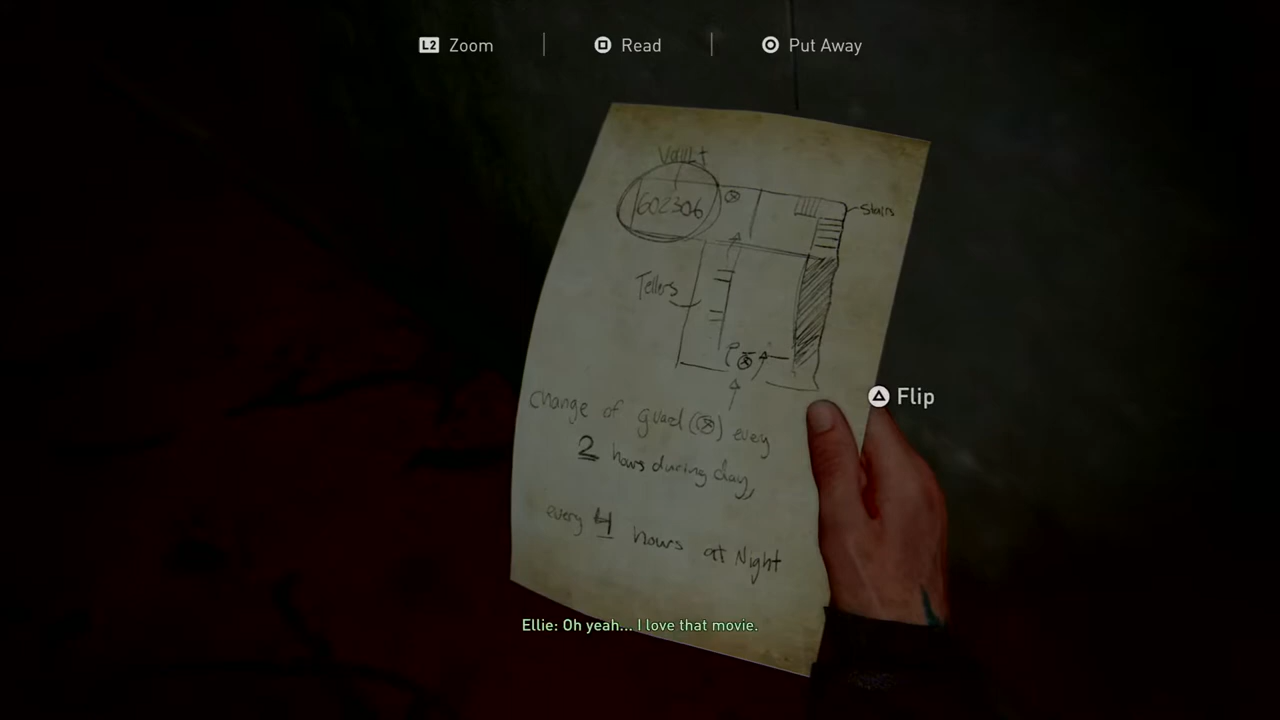 L2 Zoom | Read | Put Away
Vault
602306
Stairs
Tellers
Flip
Change of guard (⊗) every
2 hours during day,
every 4 hours at Night
Ellie: Oh yeah... I love that movie.